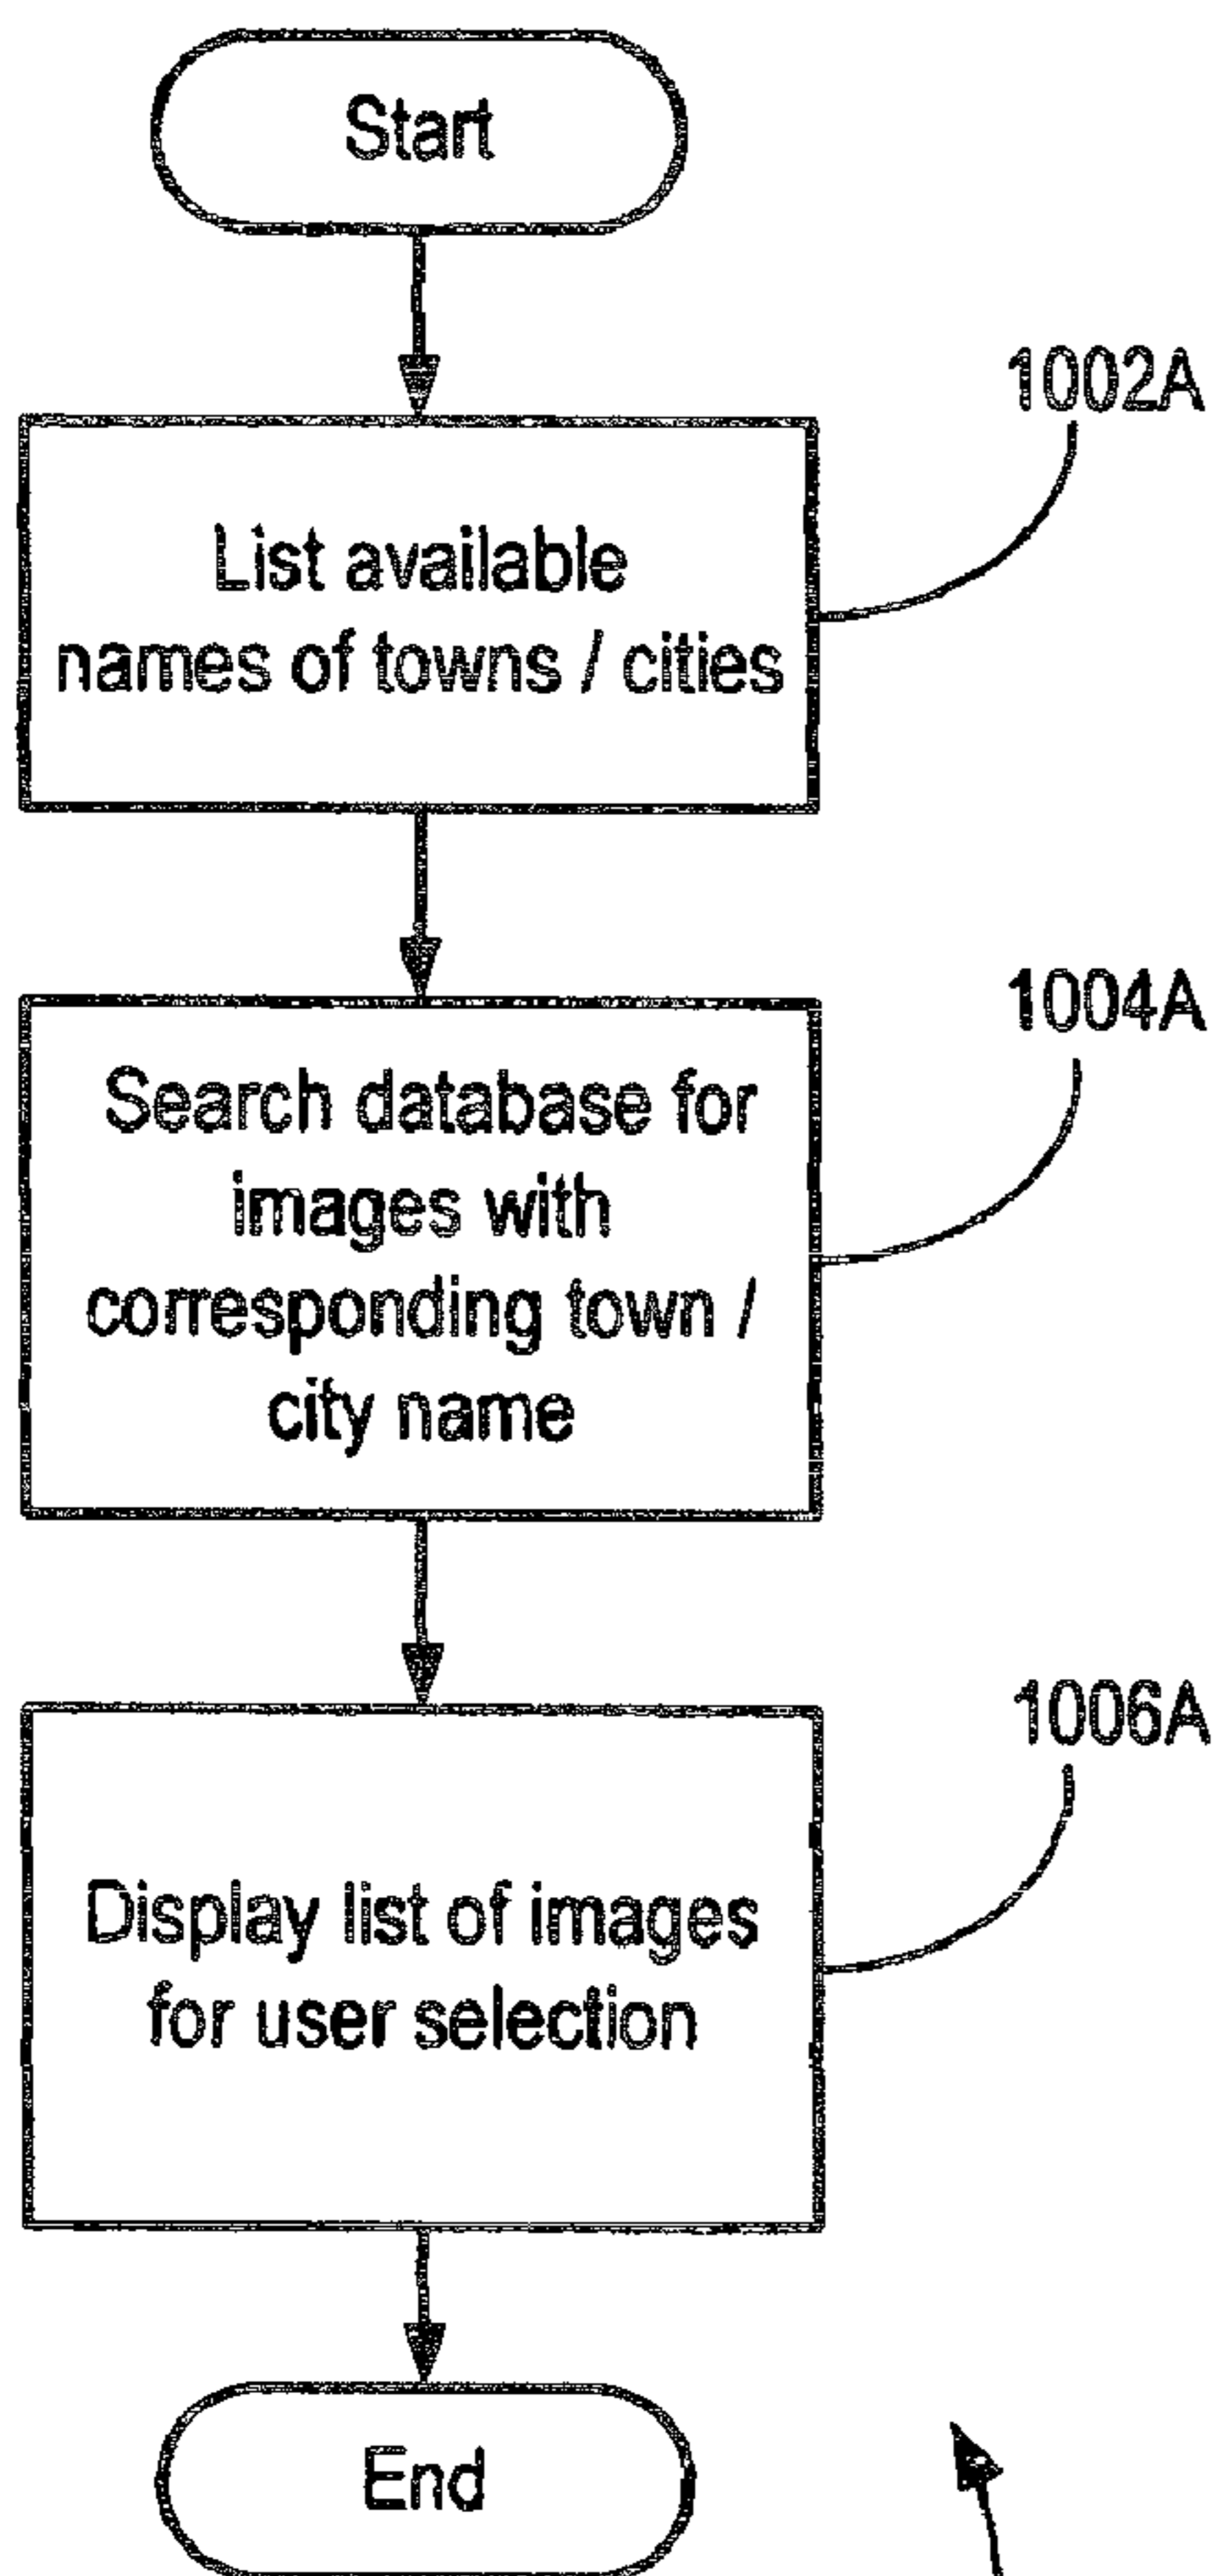 Start
1002A
List available
names of towns / cities
1004A
Search database for
images with
corresponding town /
city name
1006A
Display list of images
for user selection
End